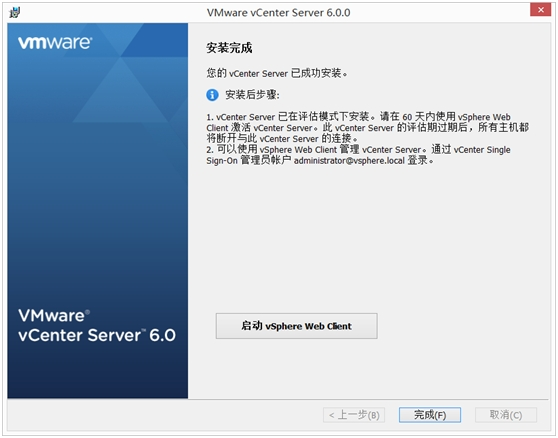 VMware vCenter Server 6.0.0
vmware®
安装完成
您的 vCenter Server 已成功安装。
安装后步骤:
1. vCenter Server 已在评估模式下安装。请在 60 天内使用 vSphere Web
Client 激活 vCenter Server。此 vCenter Server 的评估期过期后，所有主机都
将断开与此 vCenter Server 的连接。
2. 可以使用 vSphere Web Client 管理 vCenter Server。通过 vCenter Single
Sign-On 管理员帐户 administrator@vsphere.local 登录。
VMware®
vCenter Server™ 6.0
启动 vSphere Web Client
< 上一步(B)
完成(F)
取消(C)